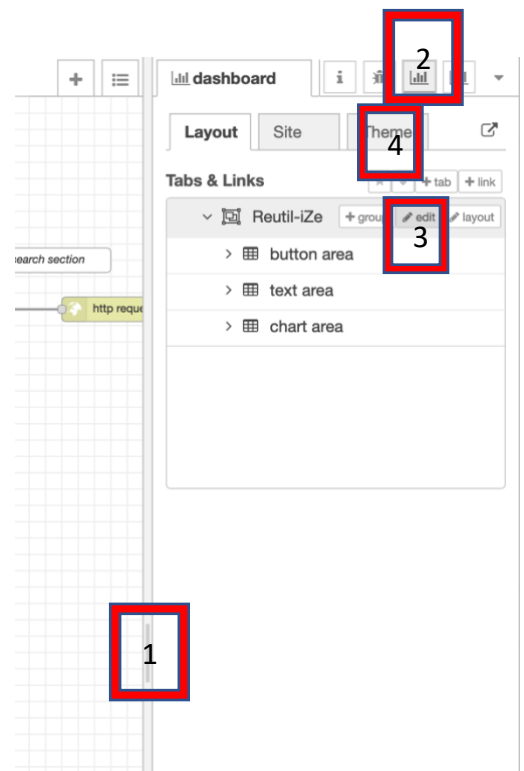 2
dashboard
i
Layout Site Theme
4
Tabs & Links
+ tab + link
Reutil-iZe + group edit layout
3
earch section
button area
http reque
text area
chart area
1